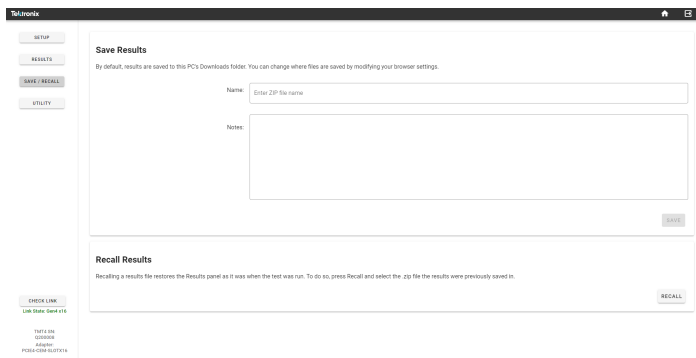 Tektronix
SETUP
RESULTS
SAVE / RECALL
UTILITY
Save Results
By default, results are saved to this PC's Downloads folder. You can change where files are saved by modifying your browser settings.
Name:
Enter ZIP file name
Notes:
SAVE
Recall Results
Recalling a results file restores the Results panel as it was when the test was run. To do so, press Recall and select the .zip file the results were previously saved in.
RECALL
CHECK LINK
Link State: Gen4 x16
TMT4 SN:
Q200008
Adapter:
PCIE4-CEM-SLOTX16